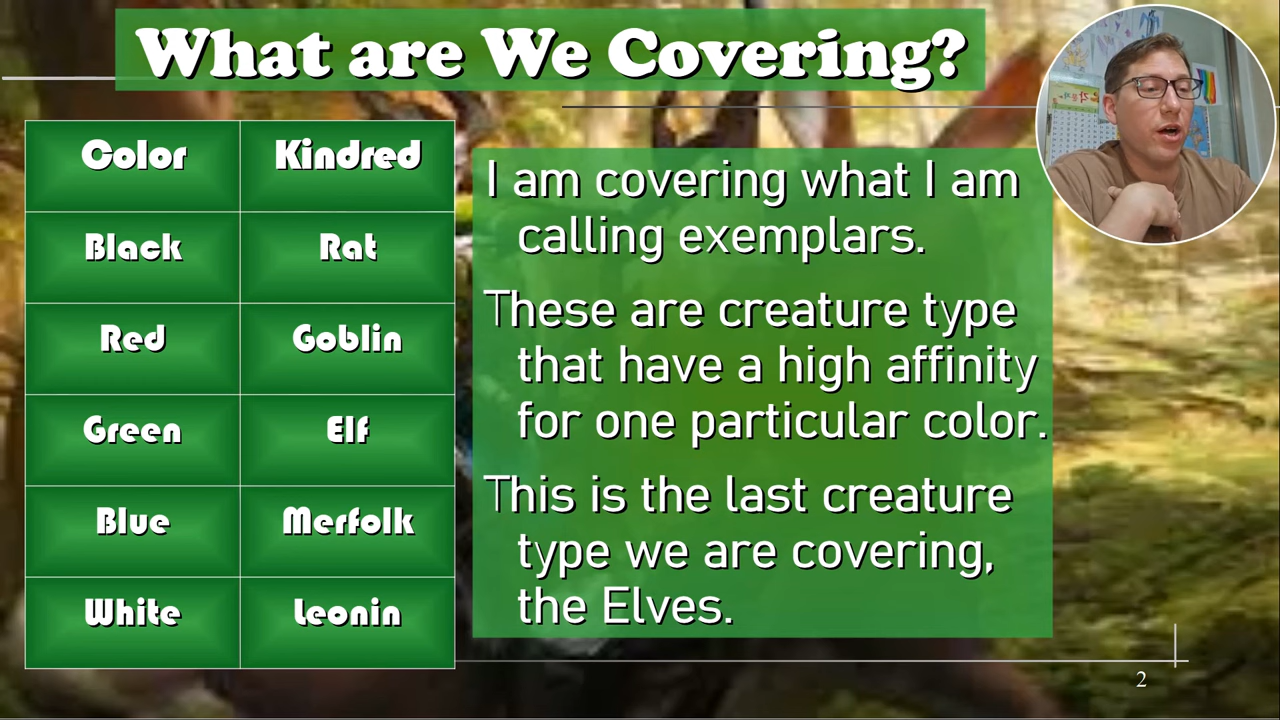 What are We Covering?
Color Kindred
Black Rat
Red Goblin
Green Elf
Blue Merfolk
White Leonin
I am covering what I am
calling exemplars.
These are creature type
that have a high affinity
for one particular color.
This is the last creature
type we are covering,
the Elves.
2